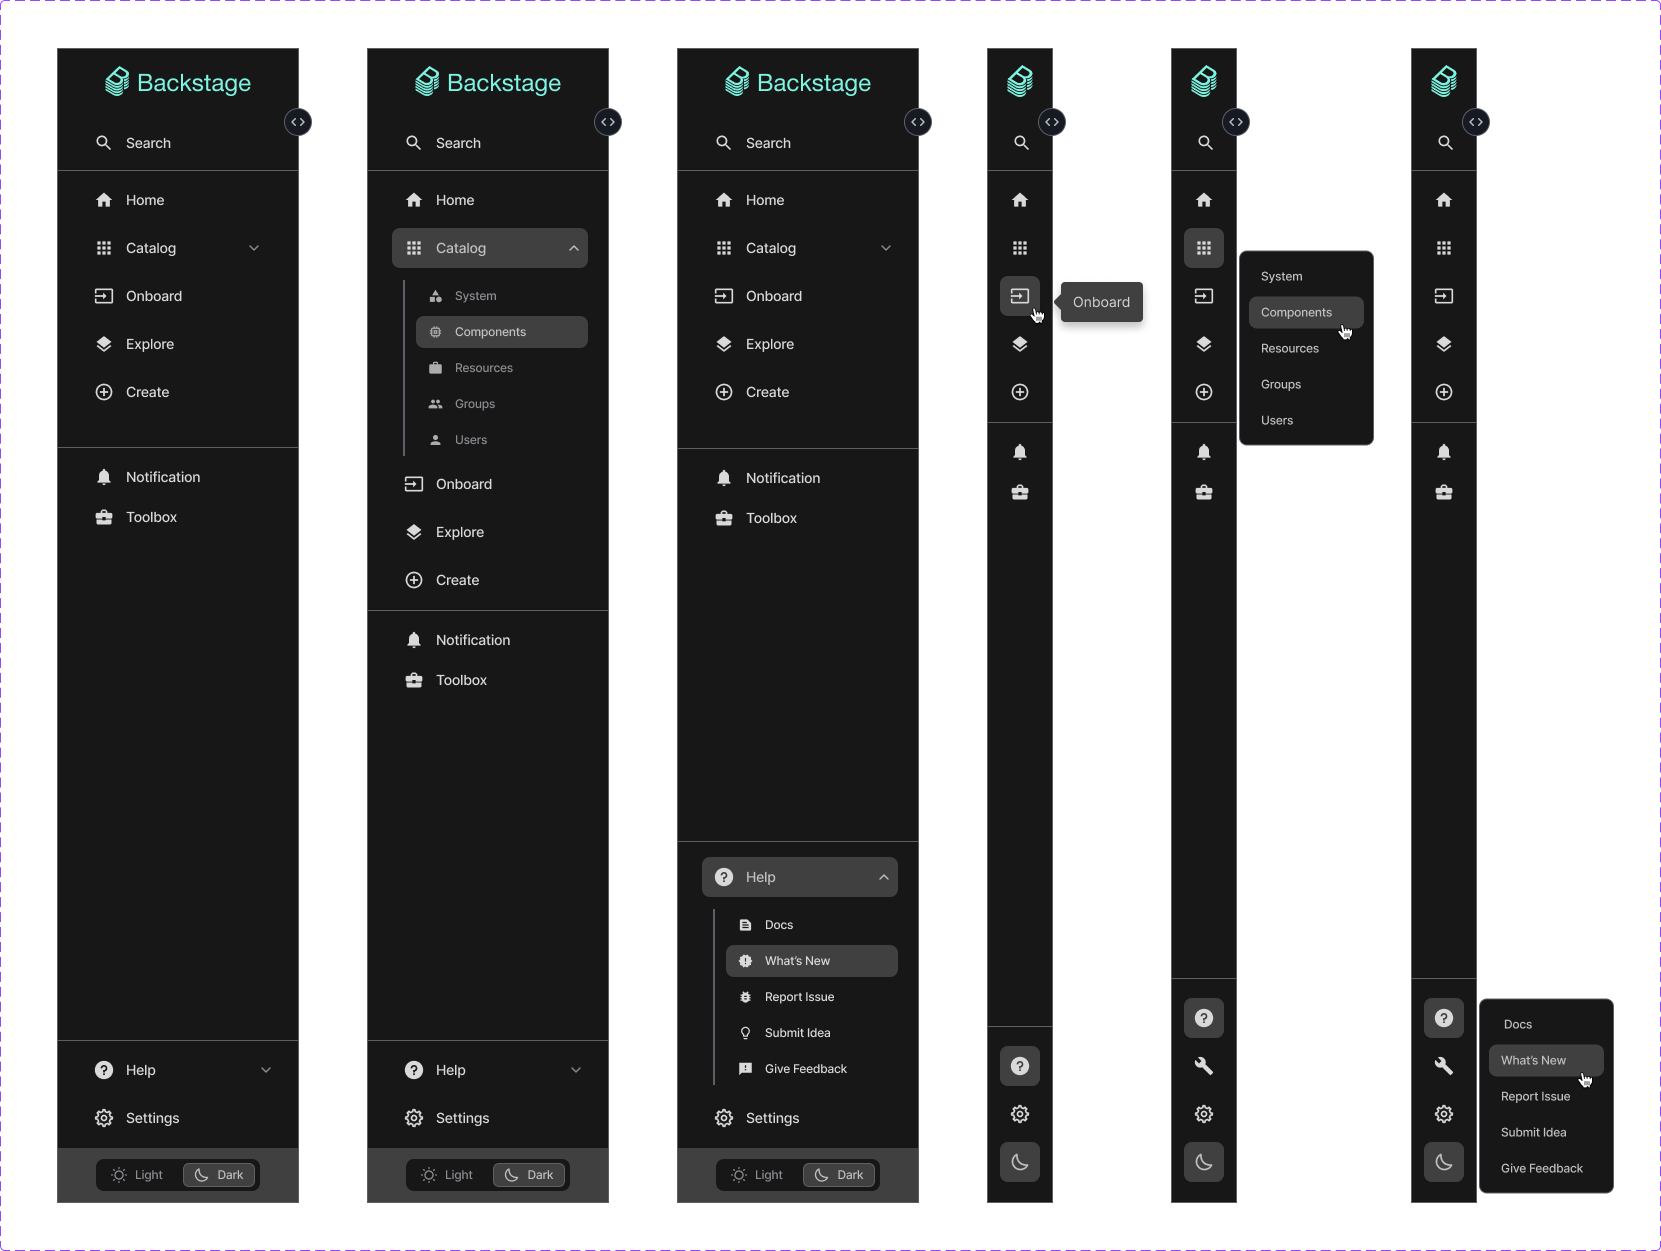 Backstage
Search
Home
Catalog
Onboard
Explore
Create
Notification
Toolbox
Help
Settings
Light
Dark
Backstage
Search
Home
Catalog
System
Components
Resources
Groups
Users
Onboard
Explore
Create
Notification
Toolbox
Help
Settings
Light
Dark
Backstage
Search
Home
Catalog
Onboard
Explore
Create
Notification
Toolbox
Help
Docs
What's New
Report Issue
Submit Idea
Give Feedback
Settings
Light
Dark
Onboard
System
Components
Resources
Groups
Users
Docs
What's New
Report Issue
Submit Idea
Give Feedback